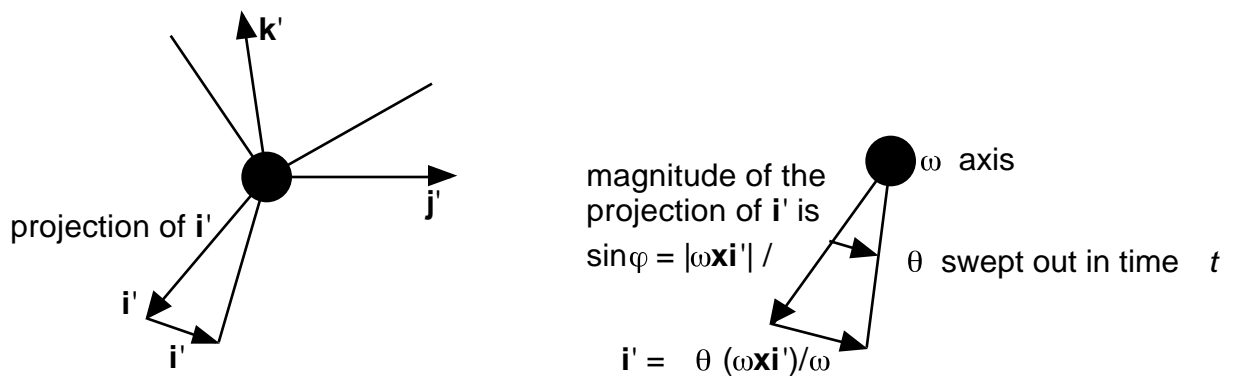 k'
j'
projection of i'
i'
i'
ω axis
magnitude of the
projection of i' is
sinφ = |ωxi'| /
θ swept out in time t
i' = θ (ωxi')/ω